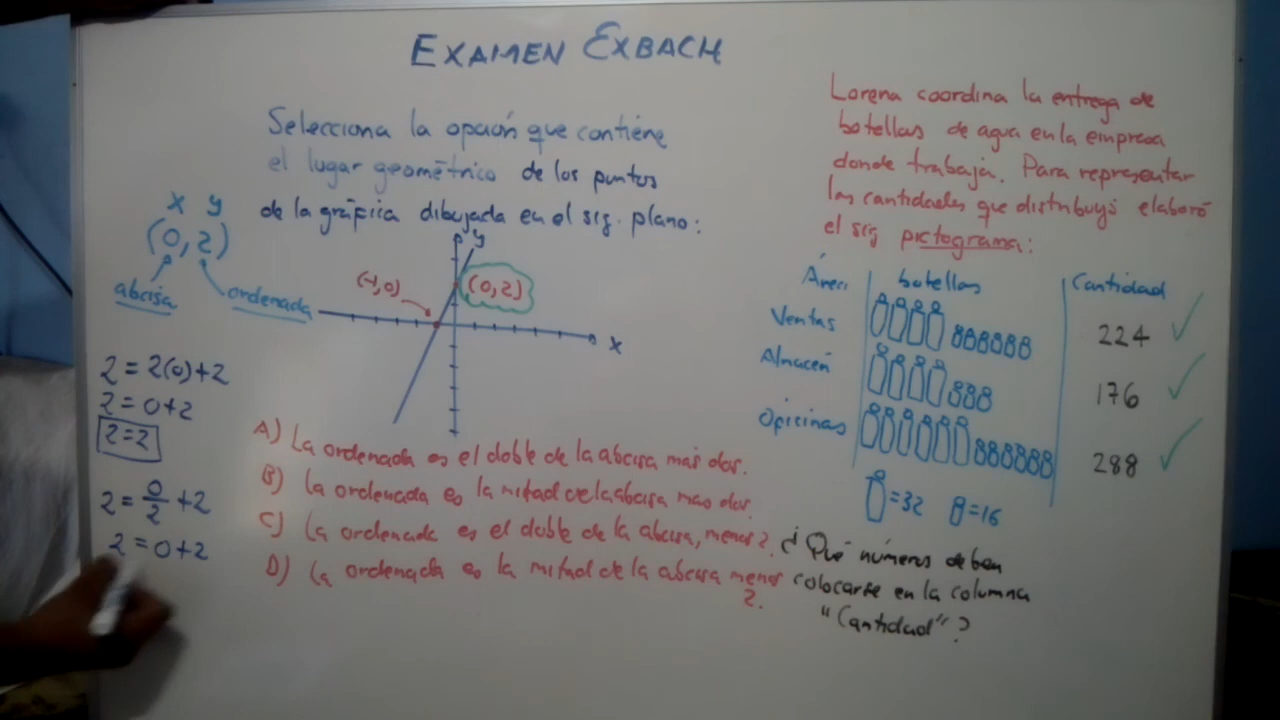 EXAMEN EXBACH
Selecciona la opción que contiene
el lugar geométrico de los puntos
de la gráfica dibujada en el sig. plano:
x y
(0, 2)
abcisa
ordenada
y
(-1,0)
(0,2)
x
2 = 2(0)+2
2 = 0+2
2=2
2 = 0/2 + 2
2 = 0+2
A) La ordenada es el doble de la abcisa mas dos.
B) la ordenada es la mitad de la abcisa mas dos.
C) la ordenada es el doble de la abcisa, menos 2.
D) la ordenada es la mitad de la abcisa menos
2.
Lorena coordina la entrega de
botellas de agua en la empresa
donde trabaja. Para representar
las cantidades que distribuyó elaboró
el sig pictograma:
Área botellas Cantidad
Ventas 224
Almacén 176
Oficinas 288
=32 =16
¿Qué números deben
colocarse en la columna
"Cantidad"?